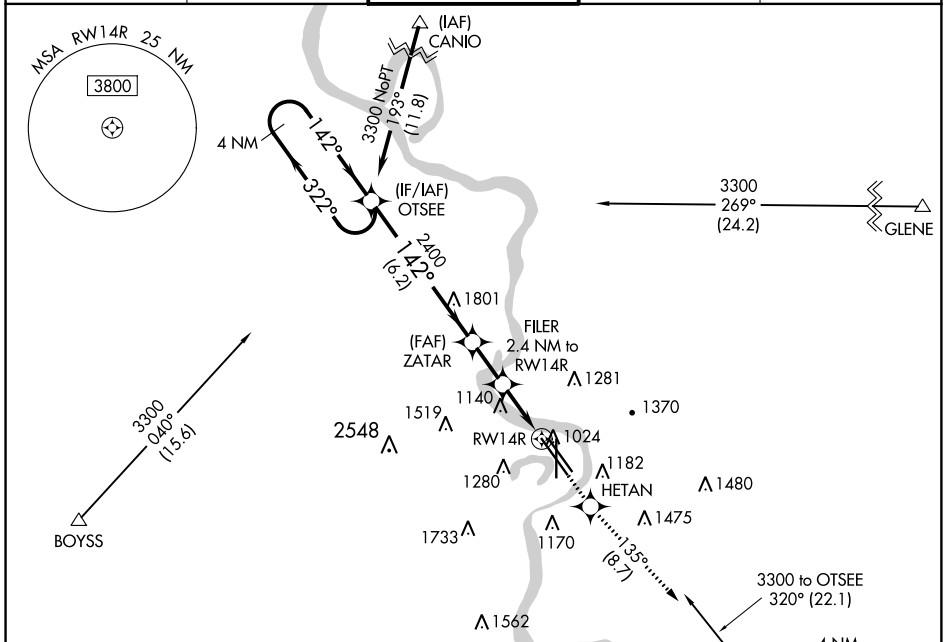 MSA RW14R 25 NM
3800
(IAF)
CANIO
3300 NoPT
193°
(11.8)
4 NM
142°
322°
(IF/IAF)
OTSEE
3300
269°
(24.2)
GLENE
2400
142°
(6.2)
1801
(FAF)
ZATAR
FILER
2.4 NM to
RW14R
1281
1140
1370
1519
2548
RW14R
1024
1280
1182
HETAN
1480
1475
3300
040°
(15.6)
BOYSS
1733
1170
135°
(8.7)
3300 to OTSEE
320° (22.1)
1562
4 NM